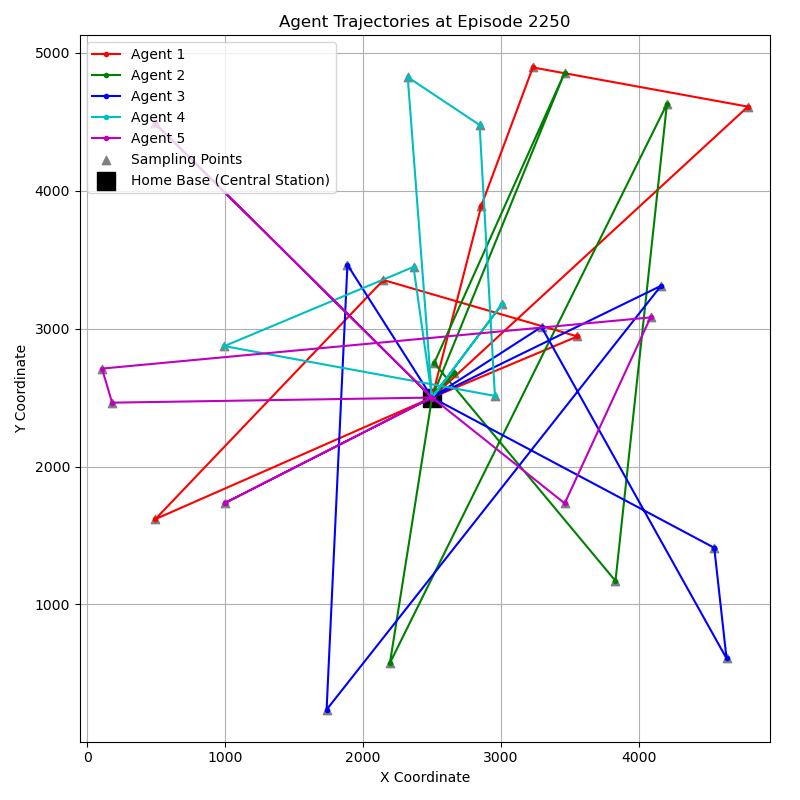 Agent Trajectories at Episode 2250
Agent 1
Agent 2
Agent 3
Agent 4
Agent 5
Sampling Points
Home Base (Central Station)
5000
4000
3000
2000
1000
Y Coordinate
0
1000
2000
3000
4000
X Coordinate